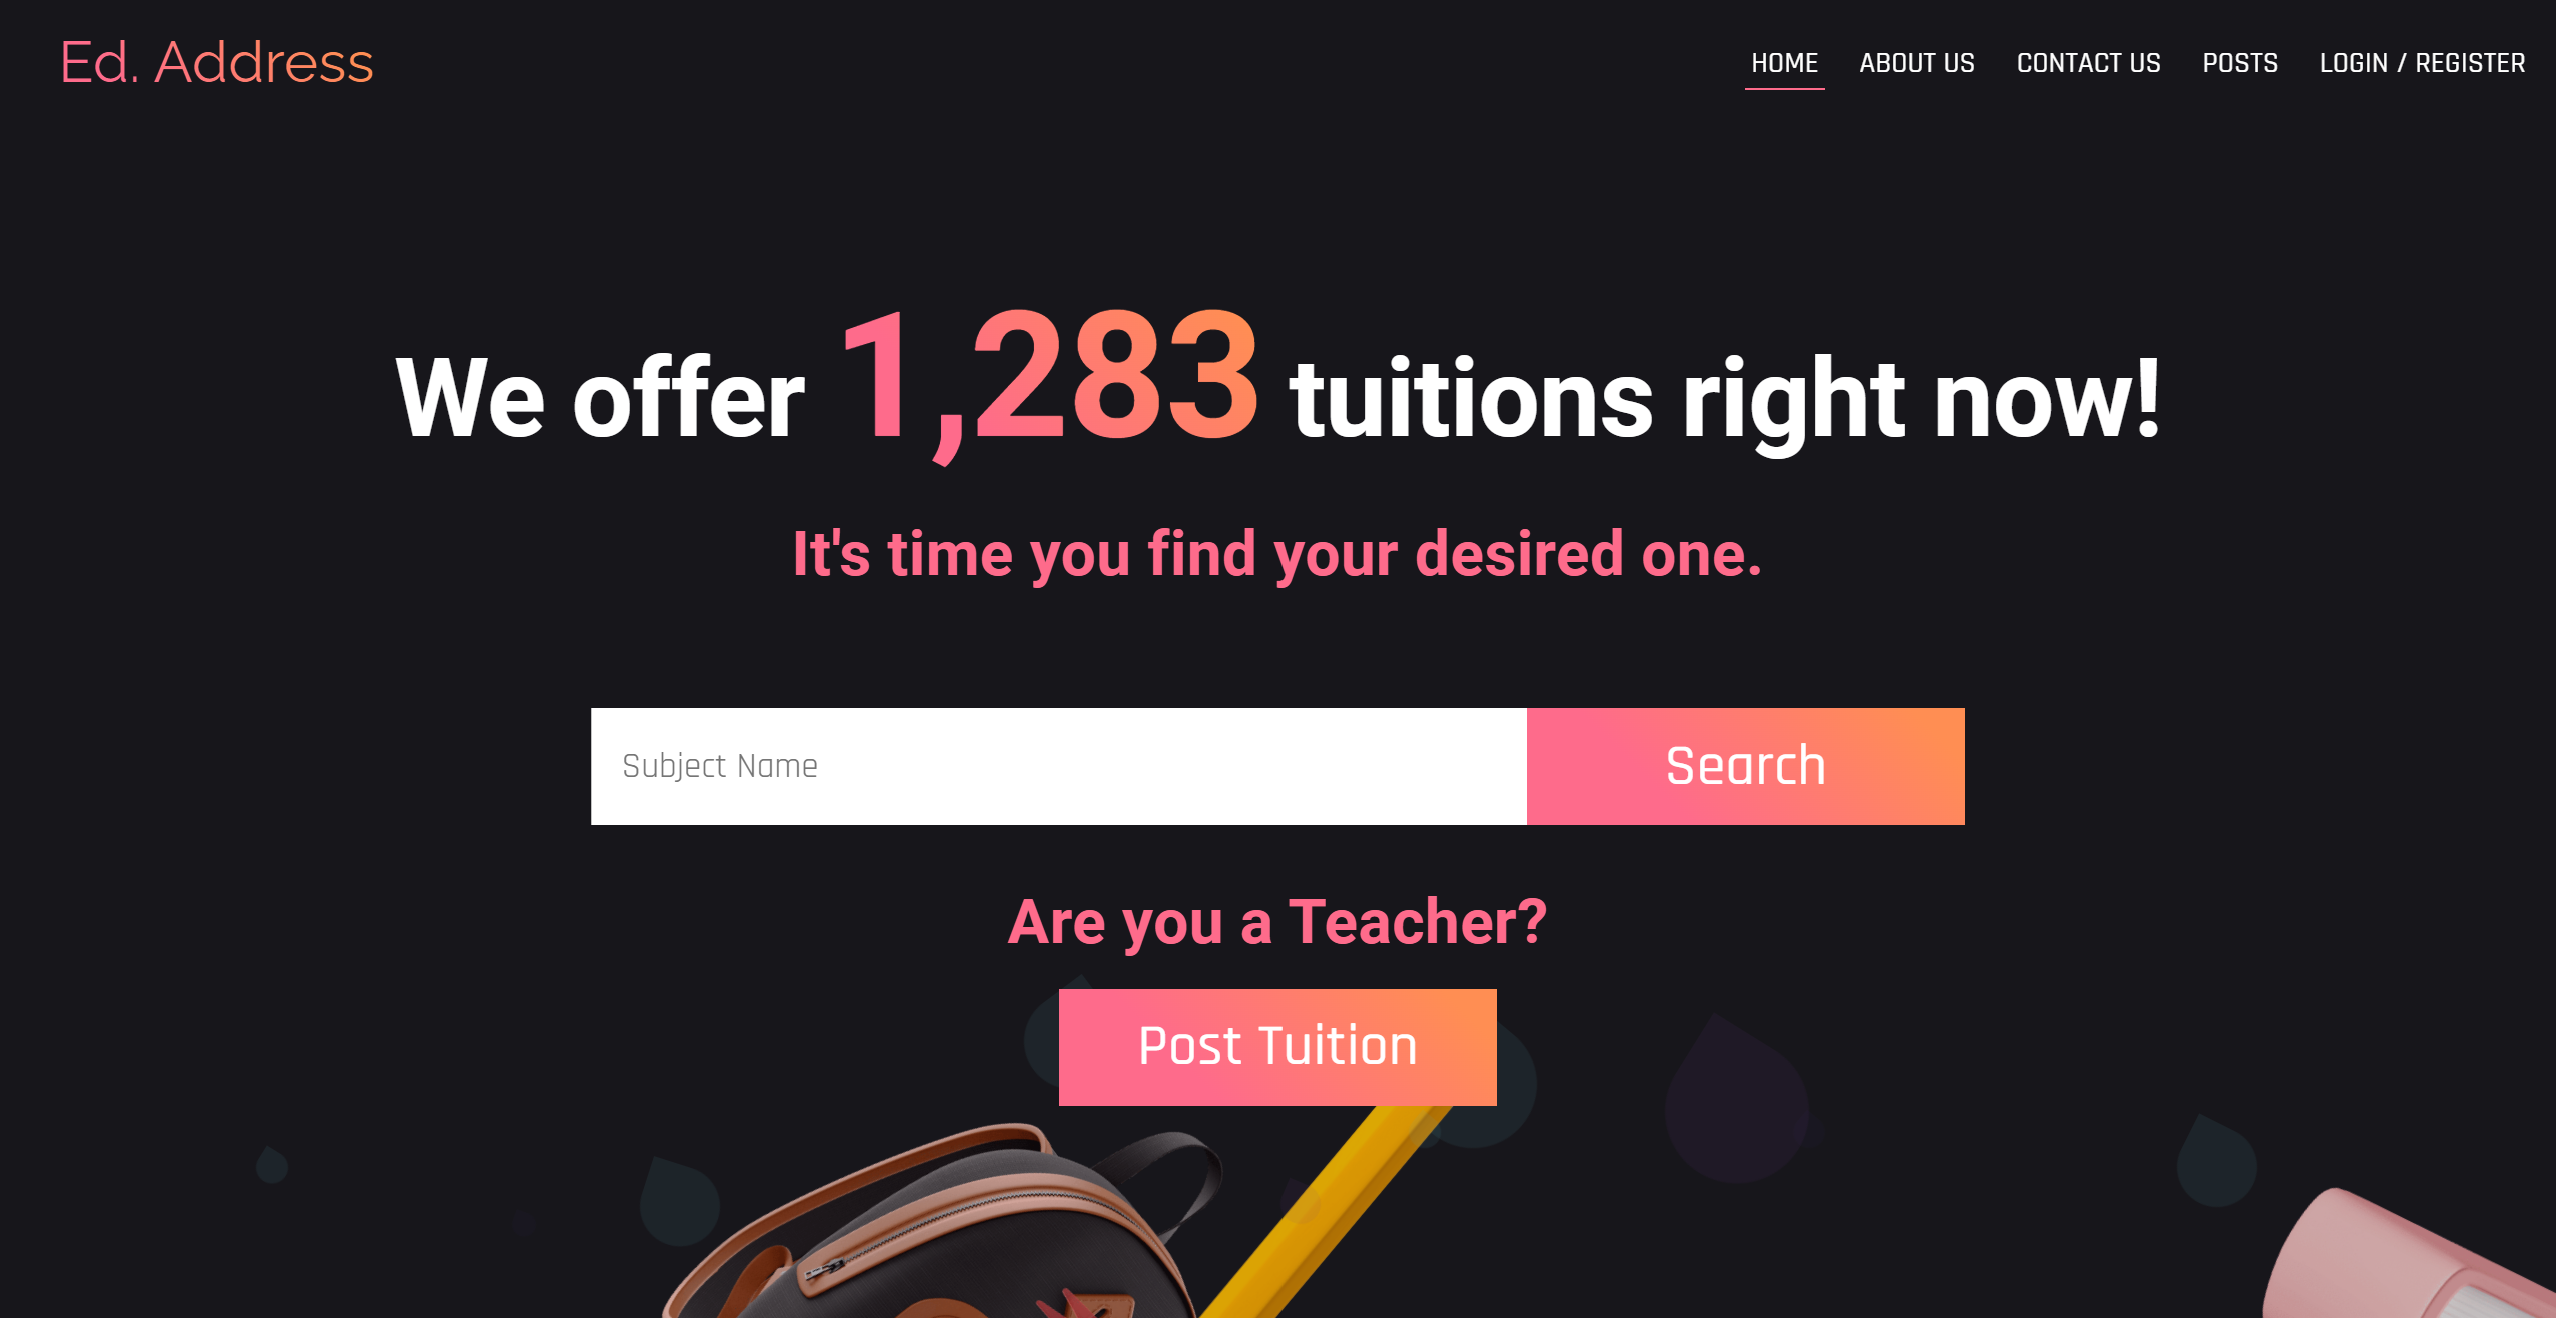 Ed. Address
HOME ABOUT US CONTACT US POSTS LOGIN / REGISTER
We offer 1,283 tuitions right now!
It's time you find your desired one.
Subject Name
Search
Are you a Teacher?
Post Tuition